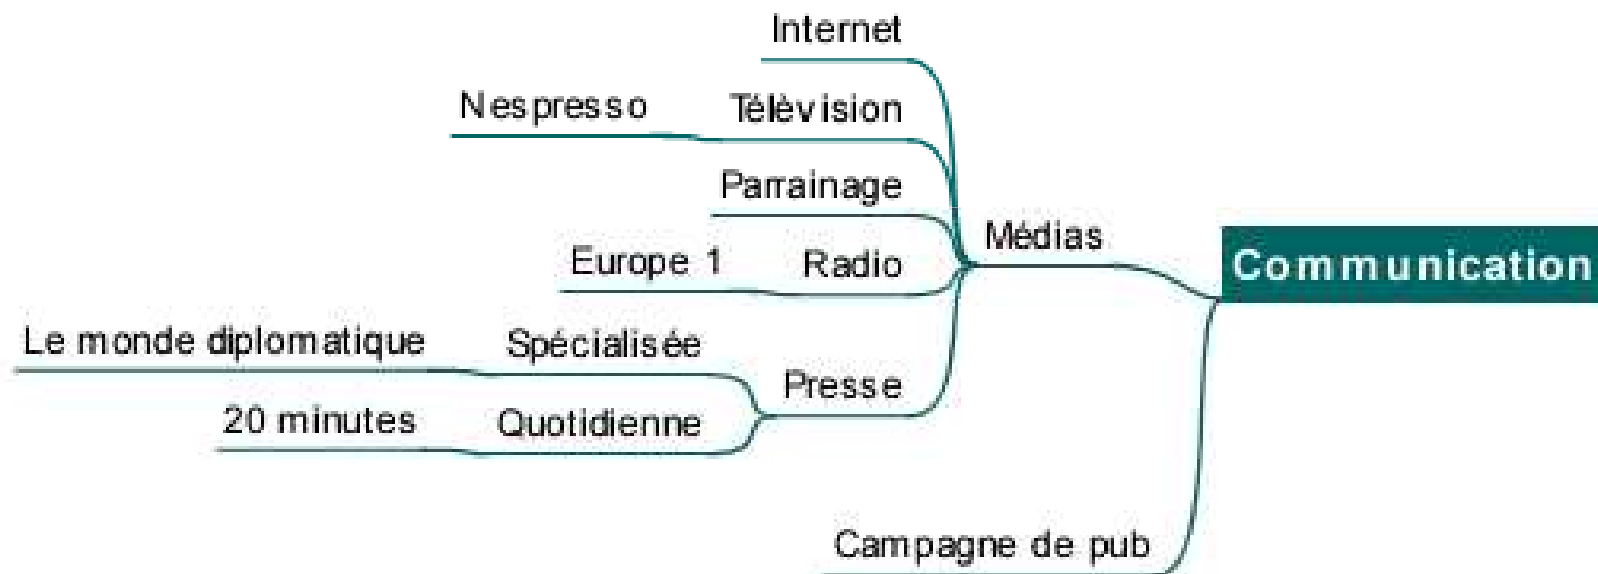 Internet
Nespresso Télévision
Parrainage
Médias
Communication
Europe 1 Radio
Le monde diplomatique Spécialisée
Presse
20 minutes Quotidienne
Campagne de pub